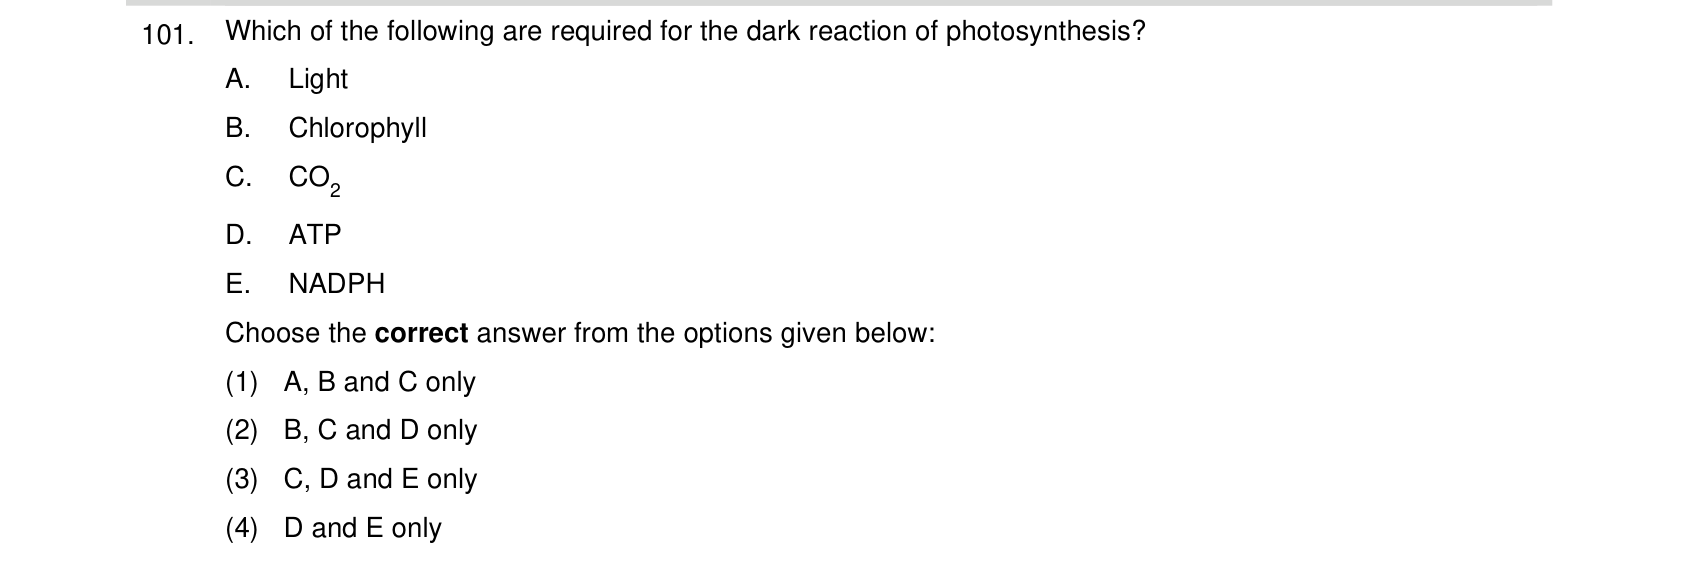 101. Which of the following are required for the dark reaction of photosynthesis?
A. Light
B. Chlorophyll
C. CO₂
D. ATP
E. NADPH
Choose the correct answer from the options given below:
(1) A, B and C only
(2) B, C and D only
(3) C, D and E only
(4) D and E only